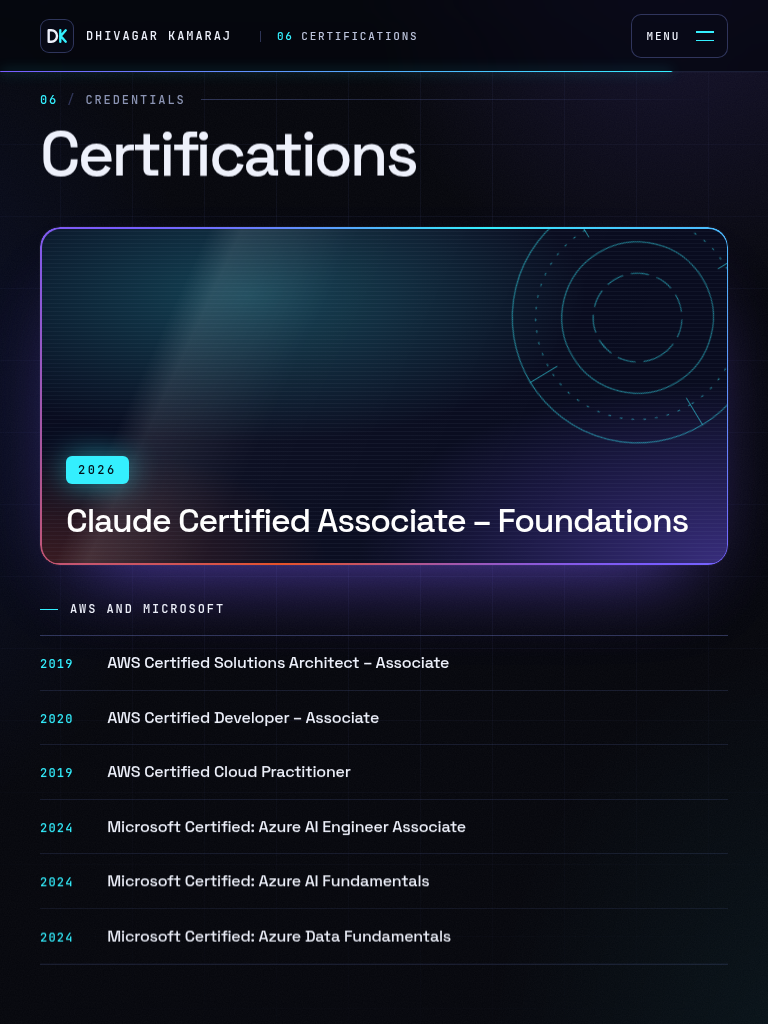 DK DHIVAGAR KAMARAJ | 06 CERTIFICATIONS MENU
06 / CREDENTIALS
Certifications
2026
Claude Certified Associate – Foundations
AWS AND MICROSOFT
2019 AWS Certified Solutions Architect – Associate
2020 AWS Certified Developer – Associate
2019 AWS Certified Cloud Practitioner
2024 Microsoft Certified: Azure AI Engineer Associate
2024 Microsoft Certified: Azure AI Fundamentals
2024 Microsoft Certified: Azure Data Fundamentals